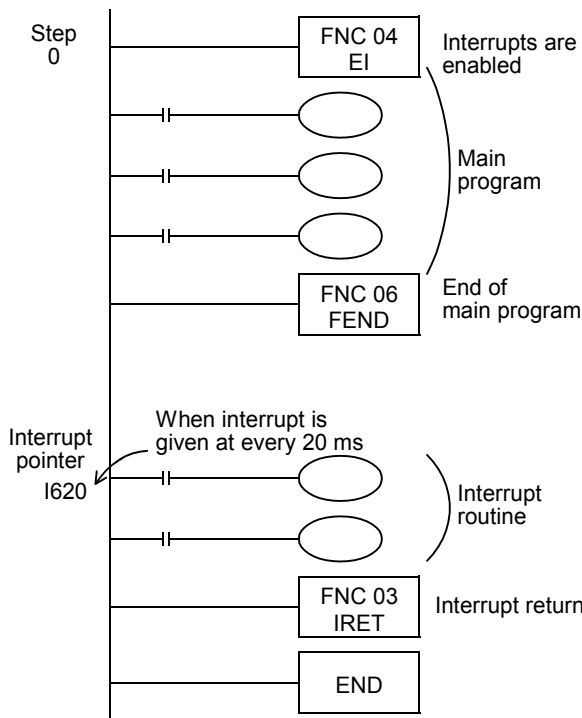 Step
0
FNC 04
EI
Interrupts are
enabled
Main
program
FNC 06
FEND
End of
main program
When interrupt is
given at every 20 ms
Interrupt
pointer
I620
Interrupt
routine
FNC 03
IRET
Interrupt return
END